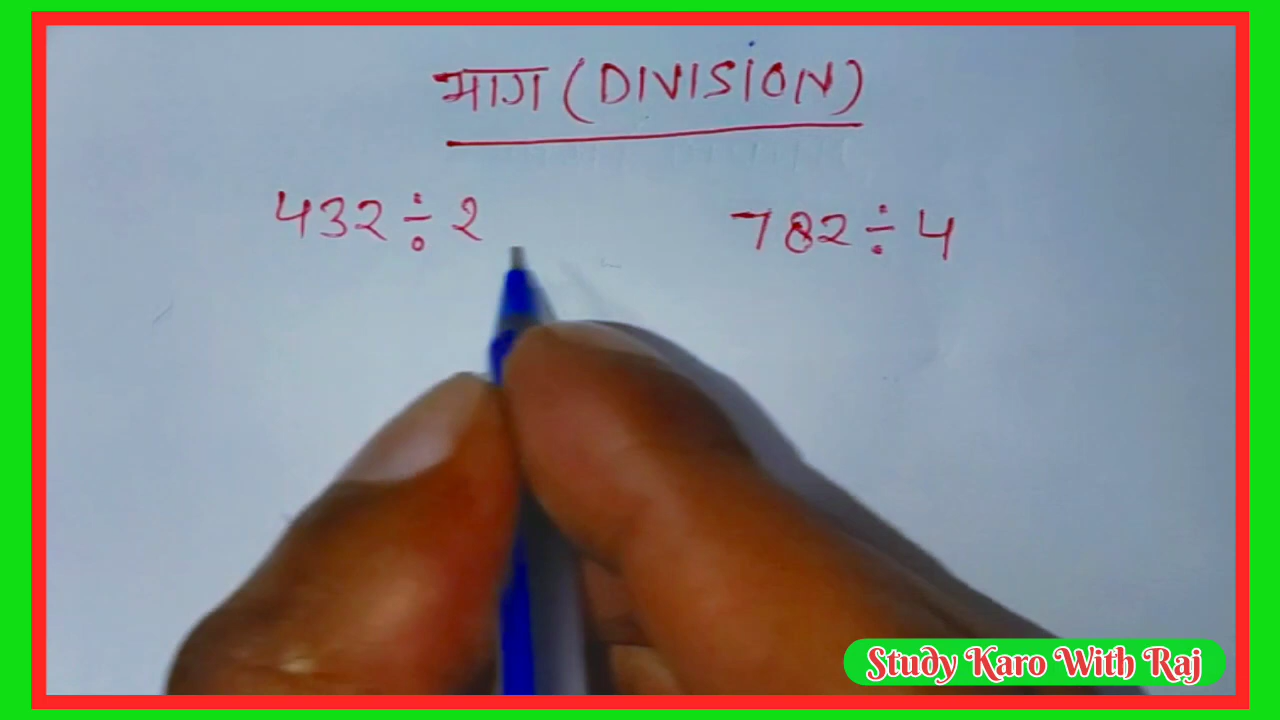 भाग (DIVISION)
432 ÷ 2
782 ÷ 4
Study Karo With Raj